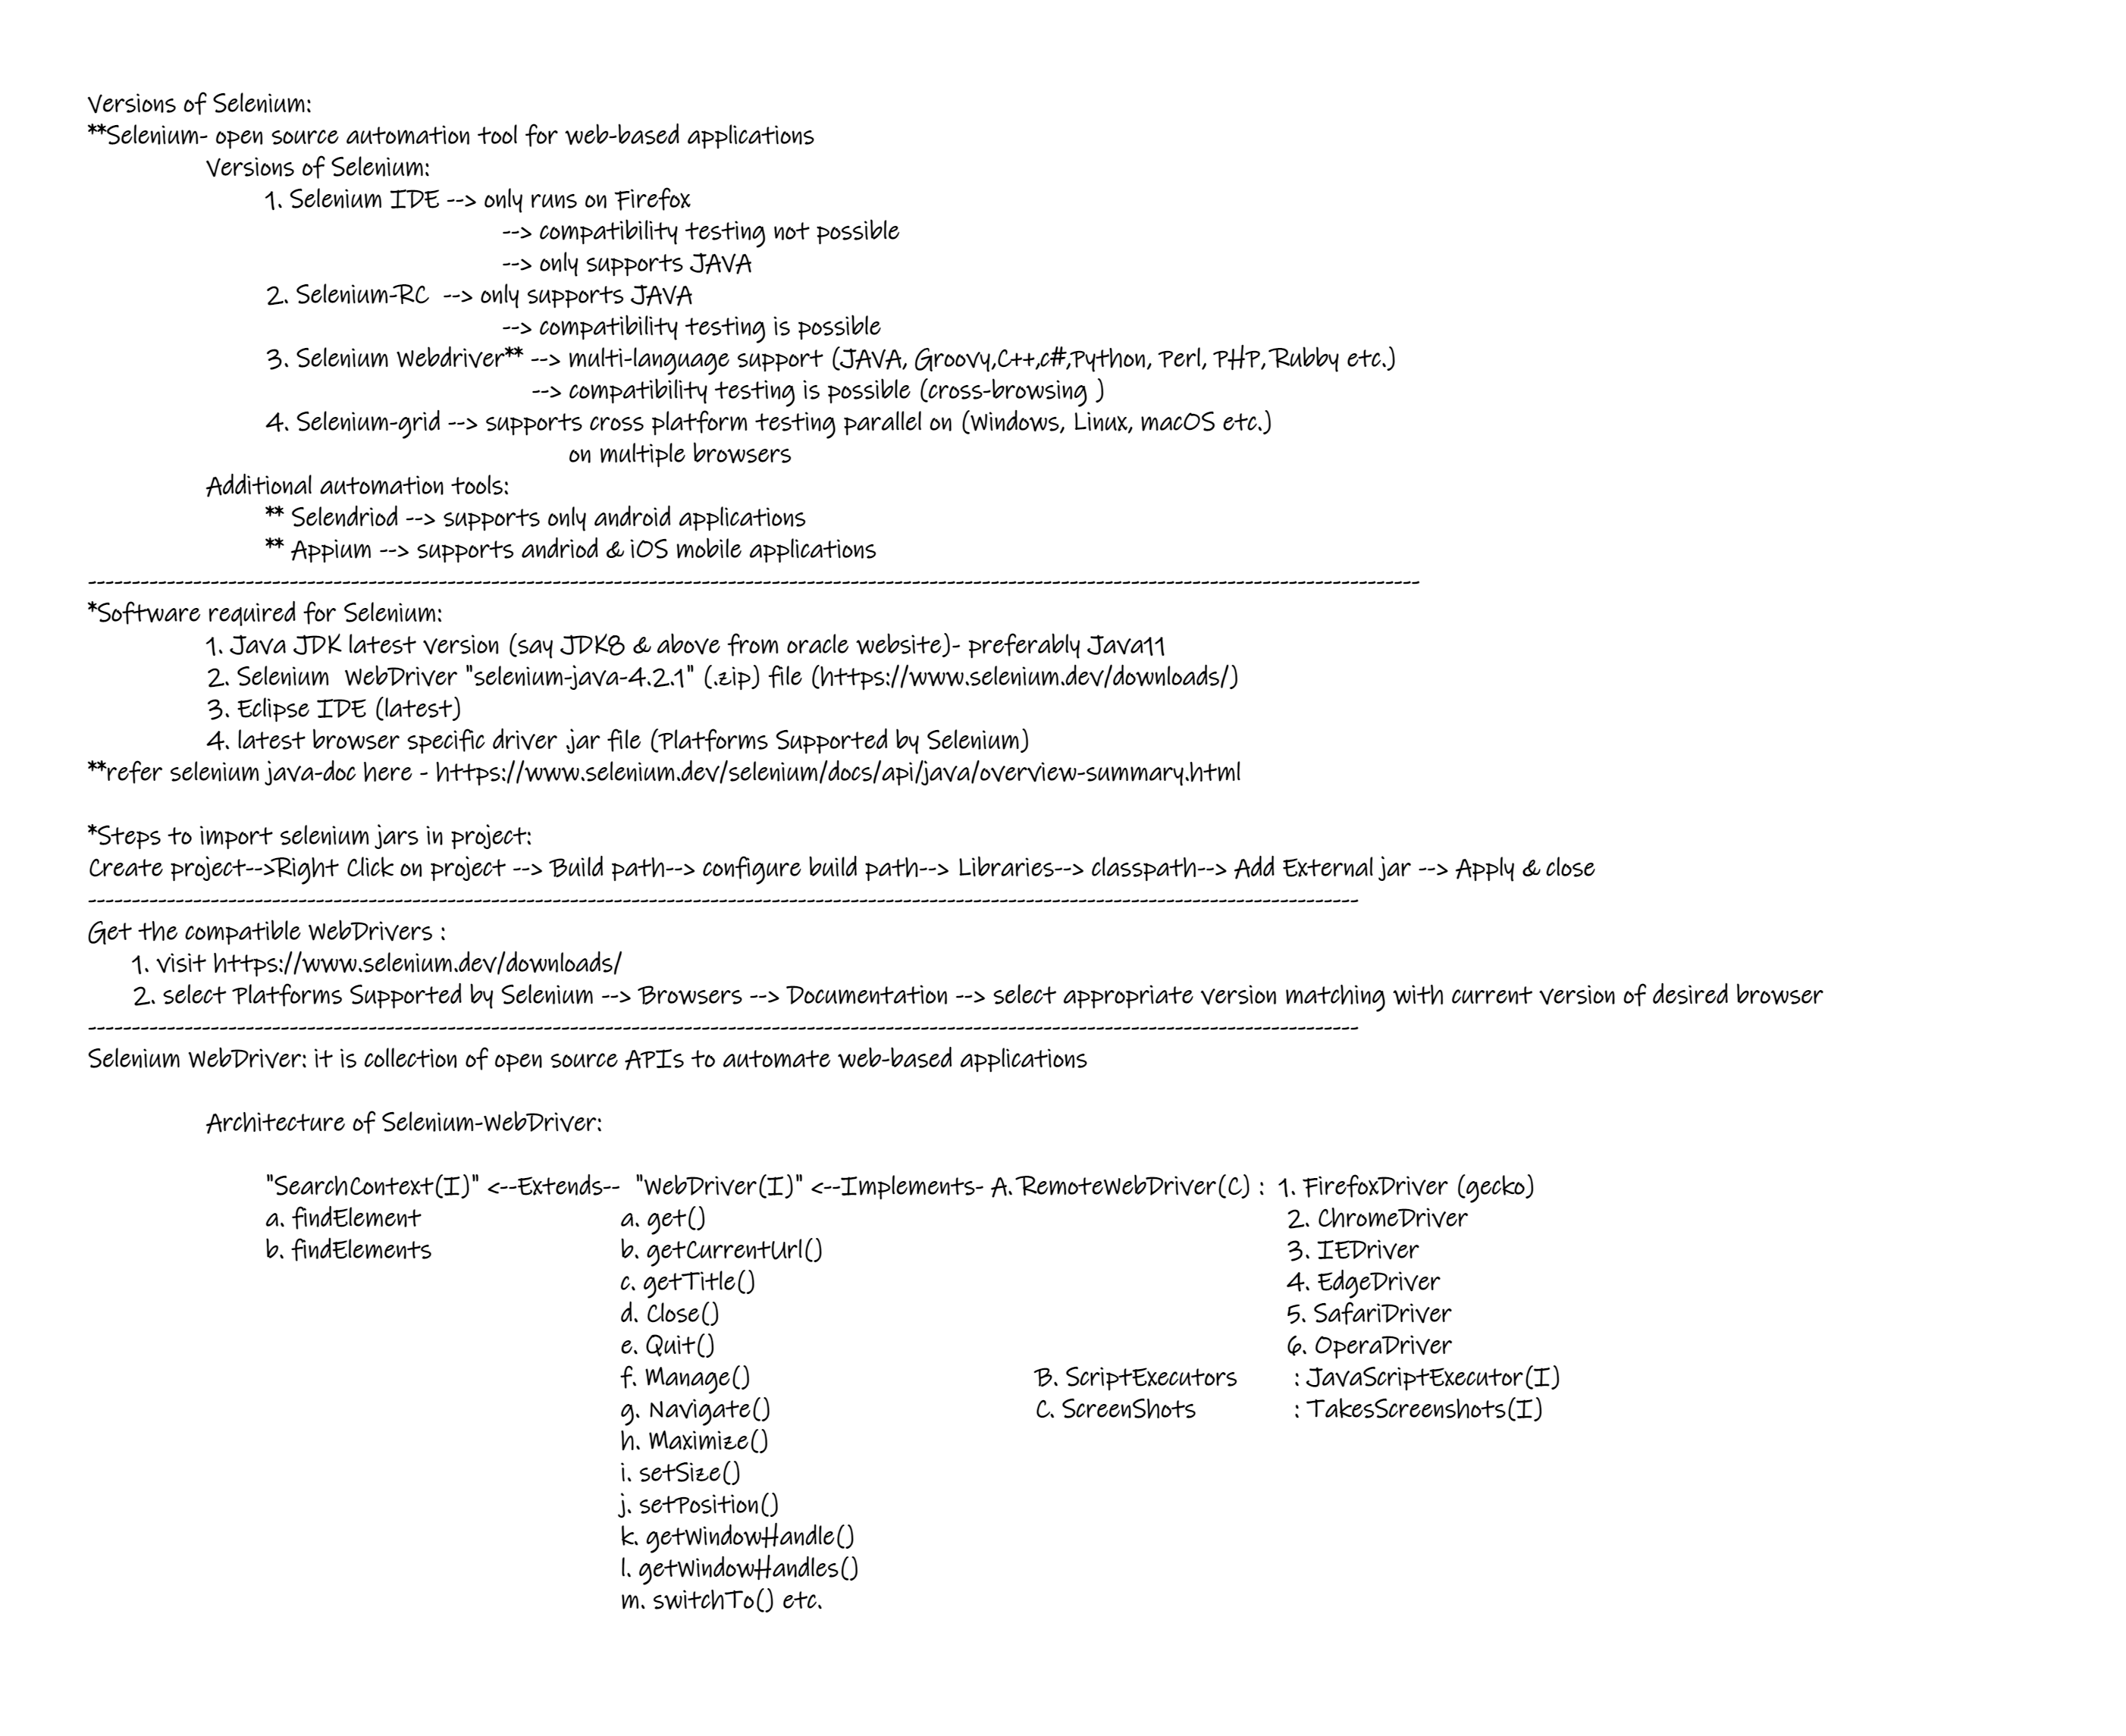 Versions of Selenium:
**Selenium- open source automation tool for web-based applications
Versions of Selenium:
1. Selenium IDE --> only runs on Firefox
--> compatibility testing not possible
--> only supports JAVA
2. Selenium-RC --> only supports JAVA
--> compatibility testing is possible
3. Selenium Webdriver** --> multi-language support (JAVA, Groovy,C++,c#,Python, Perl, PHP, Rubby etc.)
--> compatibility testing is possible (cross-browsing )
4. Selenium-grid --> supports cross platform testing parallel on (Windows, Linux, macOS etc.)
on multiple browsers
Additional automation tools:
** Selendriod --> supports only android applications
** Appium --> supports andriod & iOS mobile applications
--------------------------------------------------------------------------------------------------------------------------------------------------------
*Software required for Selenium:
1. Java JDK latest version (say JDK8 & above from oracle website)- preferably Java11
2. Selenium WebDriver "selenium-java-4.2.1" (.zip) file (https://www.selenium.dev/downloads/)
3. Eclipse IDE (latest)
4. latest browser specific driver jar file (Platforms Supported by Selenium)
**refer selenium java-doc here - https://www.selenium.dev/selenium/docs/api/java/overview-summary.html
*Steps to import selenium jars in project:
Create project-->Right Click on project --> Build path--> configure build path--> Libraries--> classpath--> Add External jar --> Apply & close
-------------------------------------------------------------------------------------------------------------------------------------------------
Get the compatible WebDrivers :
1. visit https://www.selenium.dev/downloads/
2. select Platforms Supported by Selenium --> Browsers --> Documentation --> select appropriate version matching with current version of desired browser
-------------------------------------------------------------------------------------------------------------------------------------------------
Selenium WebDriver: it is collection of open source APIs to automate web-based applications
Architecture of Selenium-WebDriver:
"SearchContext(I)" <--Extends-- "WebDriver(I)" <--Implements- A. RemoteWebDriver(C) : 1. FirefoxDriver (gecko)
a. findElement a. get() 2. ChromeDriver
b. findElements b. getCurrentUrl() 3. IEDriver
c. getTitle() 4. EdgeDriver
d. Close() 5. SafariDriver
e. Quit() 6. OperaDriver
f. Manage() B. ScriptExecutors : JavaScriptExecutor(I)
g. Navigate() C. ScreenShots : TakesScreenshots(I)
h. Maximize()
i. setSize()
j. setPosition()
k. getWindowHandle()
l. getWindowHandles()
m. switchTo() etc.